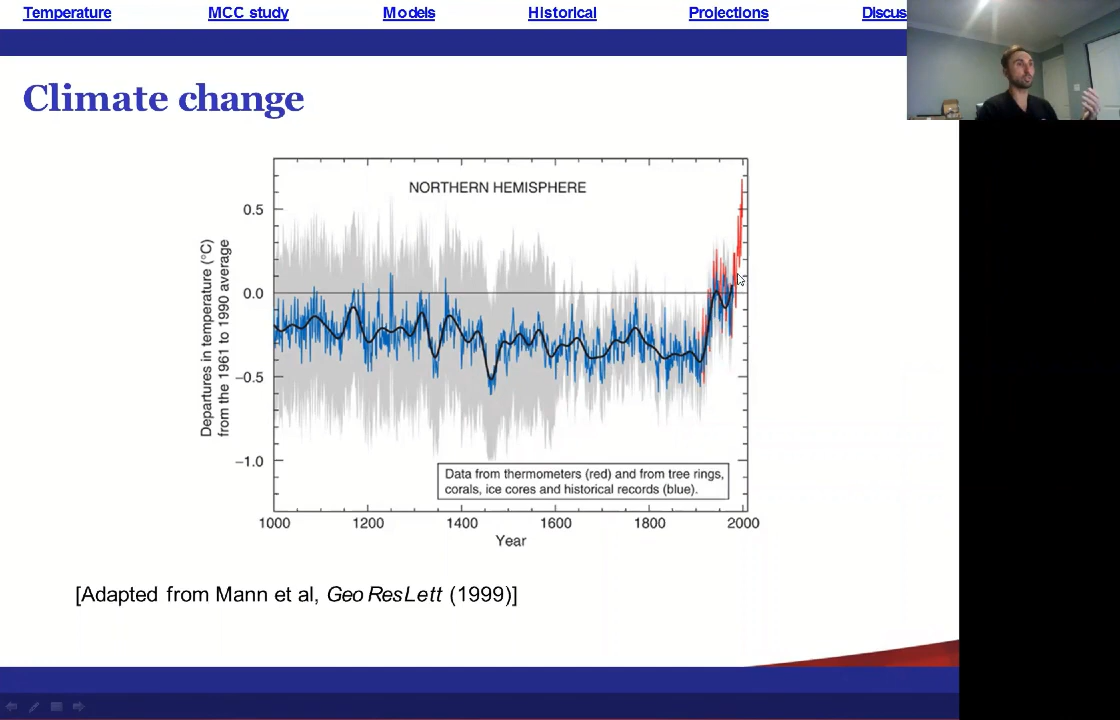 Temperature MCC study Models Historical Projections Discus
Climate change
NORTHERN HEMISPHERE
0.5
0.0
−0.5
−1.0
Departures in temperature (°C)
from the 1961 to 1990 average
Data from thermometers (red) and from tree rings,
corals, ice cores and historical records (blue).
1000 1200 1400 1600 1800 2000
Year
[Adapted from Mann et al, Geo Res Lett (1999)]